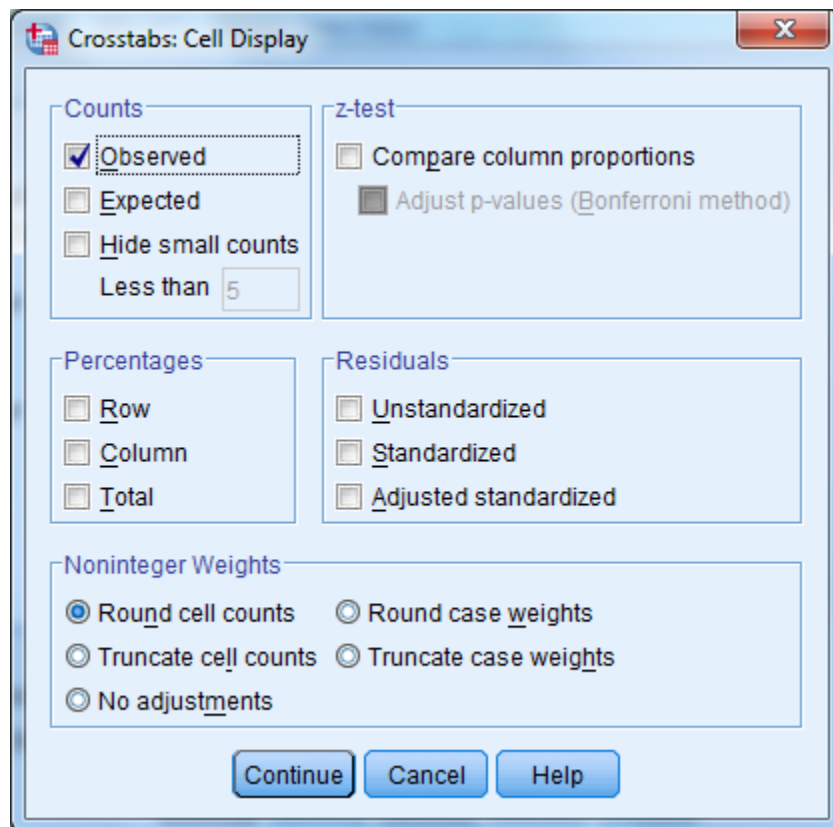 Crosstabs: Cell Display
Counts
Observed
Expected
Hide small counts
Less than 5
z-test
Compare column proportions
Adjust p-values (Bonferroni method)
Percentages
Row
Column
Total
Residuals
Unstandardized
Standardized
Adjusted standardized
Noninteger Weights
Round cell counts
Round case weights
Truncate cell counts
Truncate case weights
No adjustments
Continue
Cancel
Help